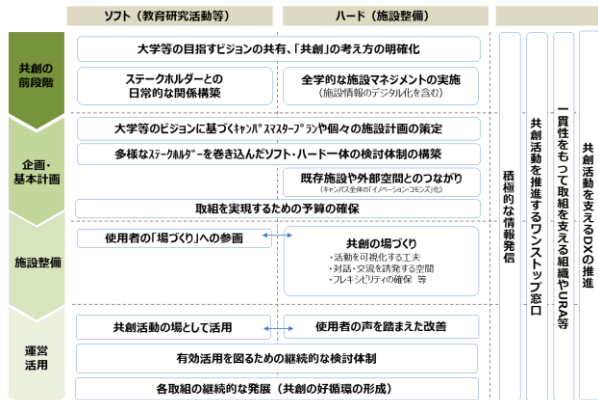 ソフト（教育研究活動等）
ハード（施設整備）
共創の
前段階
大学等の目指すビジョンの共有、「共創」の考え方の明確化
ステークホルダーとの
日常的な関係構築
全学的な施設マネジメントの実施
（施設情報のデジタル化を含む）
企画・
基本計画
大学等のビジョンに基づくｷｬﾝﾊﾟｽﾏｽﾀｰﾌﾟﾗﾝや個々の施設計画の策定
多様なｽﾃｰｸﾎﾙﾀﾞｰを巻き込んだソフト・ハード一体の検討体制の構築
既存施設や外部空間とのつながり
（キャンパス全体の「イノベーション・コモンズ」化）
取組を実現するための予算の確保
施設整備
使用者の「場づくり」への参画
共創の場づくり
・活動を可視化する工夫
・対話・交流を誘発する空間
・フレキシビリティの確保 等
運営
活用
共創活動の場として活用
使用者の声を踏まえた改善
有効活用を図るための継続的な検討体制
各取組の継続的な発展（共創の好循環の形成）
積極的な情報発信
共創活動を推進するワンストップ窓口
一貫性をもって取組を支える組織やURA等
共創活動を支えるDXの推進